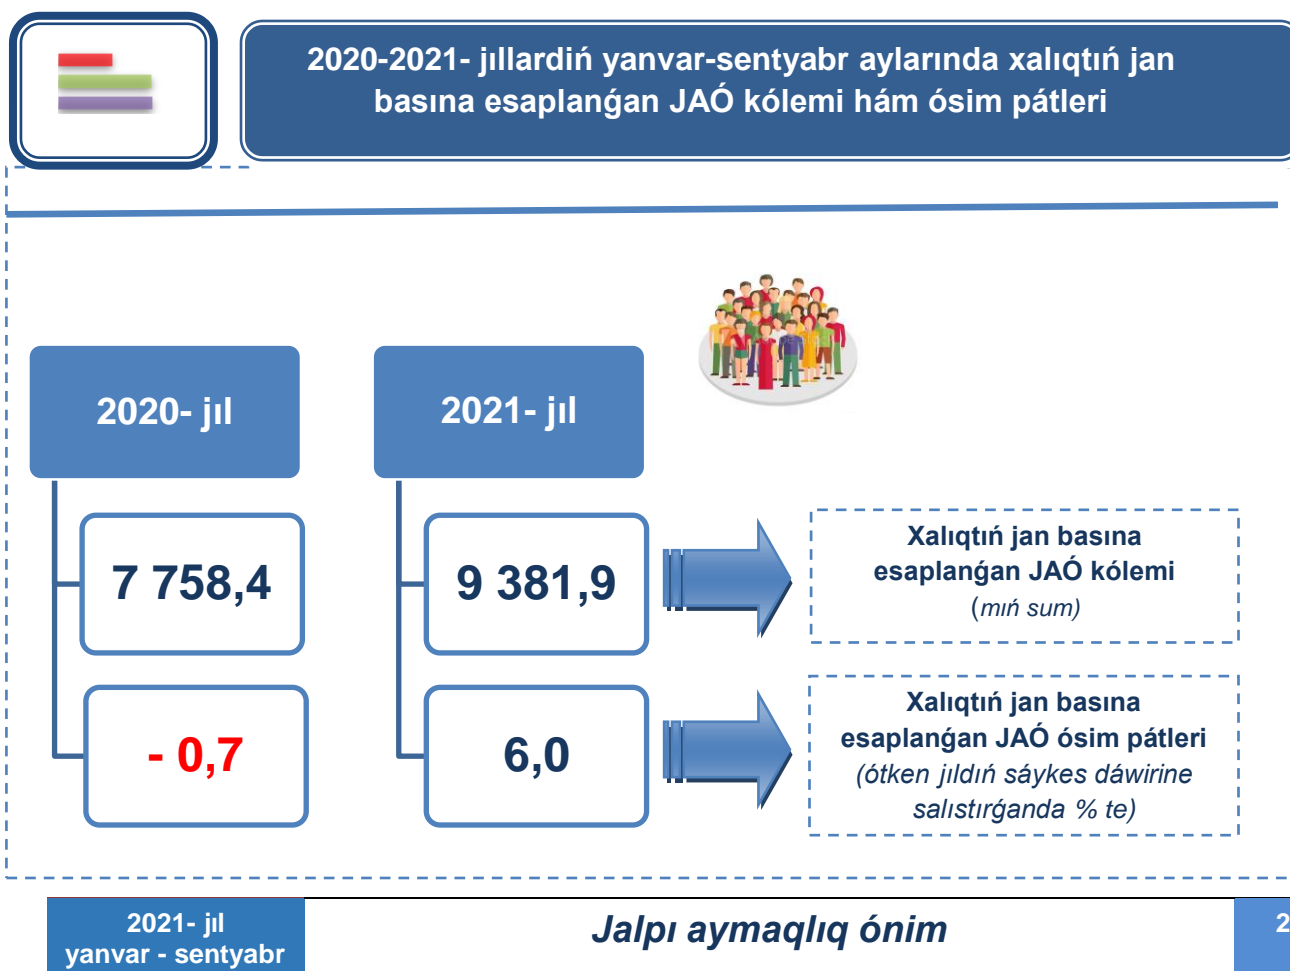 2020-2021- jıllardiń yanvar-sentyabr aylarında xalıqtıń jan
basına esaplanǵan JAÓ kólemi hám ósim pátleri
2020- jıl
2021- jıl
7 758,4
9 381,9
Xalıqtıń jan basına
esaplanǵan JAÓ kólemi
(mıń sum)
- 0,7
6,0
Xalıqtıń jan basına
esaplanǵan JAÓ ósim pátleri
(ótken jıldıń sáykes dáwirine
salıstırǵanda % te)
2021- jıl
yanvar - sentyabr
Jalpı aymaqlıq ónim
2